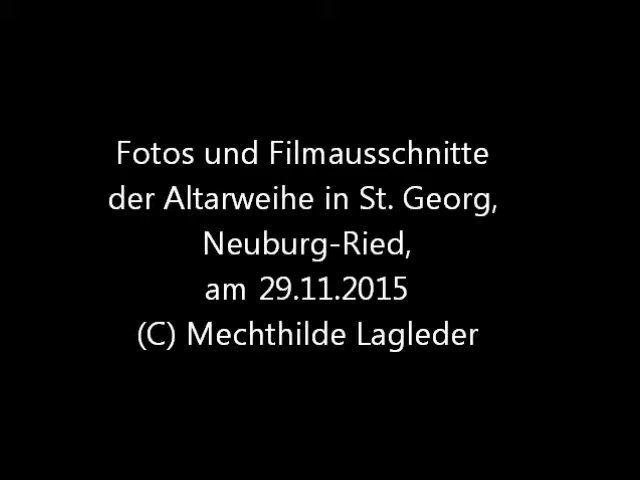 Fotos und Filmausschnitte
der Altarweihe in St. Georg,
Neuburg-Ried,
am 29.11.2015
(C) Mechthilde Lagleder